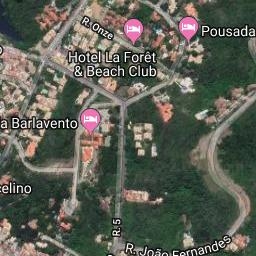 R. Onze
Pousada
Hotel La Forêt
& Beach Club
a Barlavento
celino
R. 5
R. João Fernandes